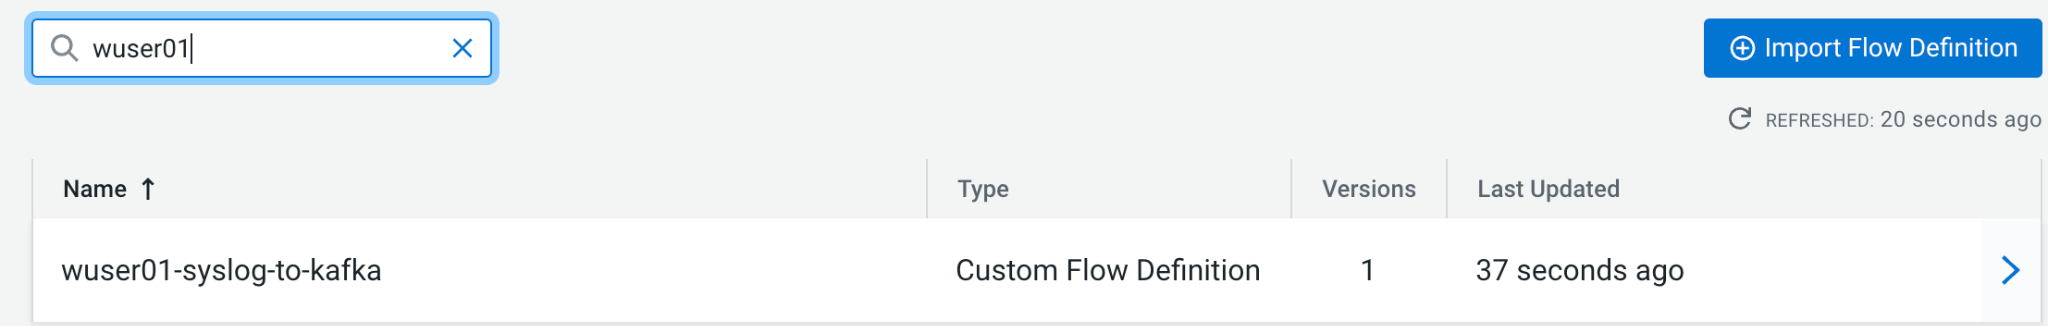 wuser01
Import Flow Definition
REFRESHED: 20 seconds ago
Name Type Versions Last Updated
wuser01-syslog-to-kafka Custom Flow Definition 1 37 seconds ago